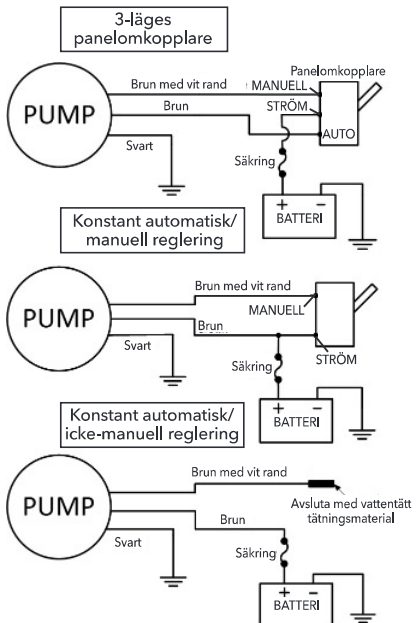 3-läges
panelomkopplare
Panelomkopplare
Brun med vit rand
MANUELL
PUMP
Brun
STRÖM
AUTO
Svart
Säkring
+ −
BATTERI
Konstant automatisk/
manuell reglering
Brun med vit rand
MANUELL
PUMP
Brun
Svart
STRÖM
Säkring
+ −
BATTERI
Konstant automatisk/
icke-manuell reglering
Brun med vit rand
PUMP
Avsluta med vattentätt
tätningsmaterial
Brun
Svart
Säkring
+ −
BATTERI